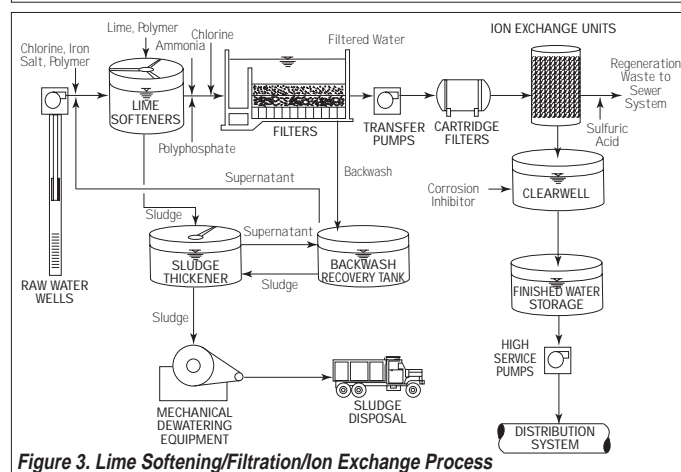 Lime, Polymer
Chlorine, Iron
Salt, Polymer
Chlorine
Ammonia
Filtered Water
ION EXCHANGE UNITS
Regeneration
Waste to
Sewer
System
LIME
SOFTENERS
Polyphosphate
FILTERS
TRANSFER
PUMPS
CARTRIDGE
FILTERS
Sulfuric
Acid
Supernatant
Backwash
Corrosion
Inhibitor
CLEARWELL
Sludge
Supernatant
SLUDGE
THICKENER
Sludge
BACKWASH
RECOVERY TANK
RAW WATER
WELLS
FINISHED WATER
STORAGE
Sludge
HIGH
SERVICE
PUMPS
MECHANICAL
DEWATERING
EQUIPMENT
SLUDGE
DISPOSAL
DISTRIBUTION
SYSTEM
Figure 3. Lime Softening/Filtration/Ion Exchange Process